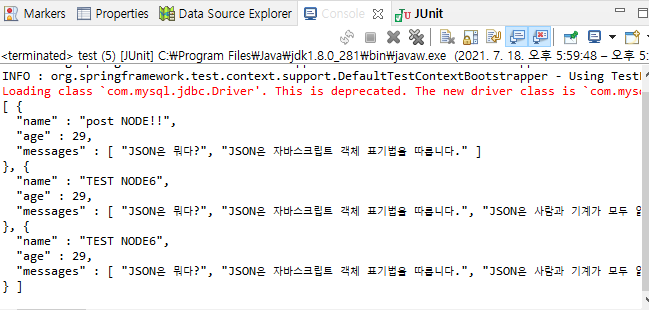 Markers Properties Data Source Explorer Console JUnit
<terminated> test (5) [JUnit] C:₩Program Files₩Java₩jdk1.8.0_281₩bin₩javaw.exe (2021. 7. 18. 오후 5:59:48 – 오후 5:
INFO : org.springframework.test.context.support.DefaultTestContextBootstrapper - Using Test
Loading class `com.mysql.jdbc.Driver'. This is deprecated. The new driver class is `com.mys
[ {
"name" : "post NODE!!",
"age" : 29,
"messages" : [ "JSON은 뭐다?", "JSON은 자바스크립트 객체 표기법을 따릅니다." ]
}, {
"name" : "TEST NODE6",
"age" : 29,
"messages" : [ "JSON은 뭐다?", "JSON은 자바스크립트 객체 표기법을 따릅니다.", "JSON은 사람과 기계가 모두
}, {
"name" : "TEST NODE6",
"age" : 29,
"messages" : [ "JSON은 뭐다?", "JSON은 자바스크립트 객체 표기법을 따릅니다.", "JSON은 사람과 기계가 모두
} ]